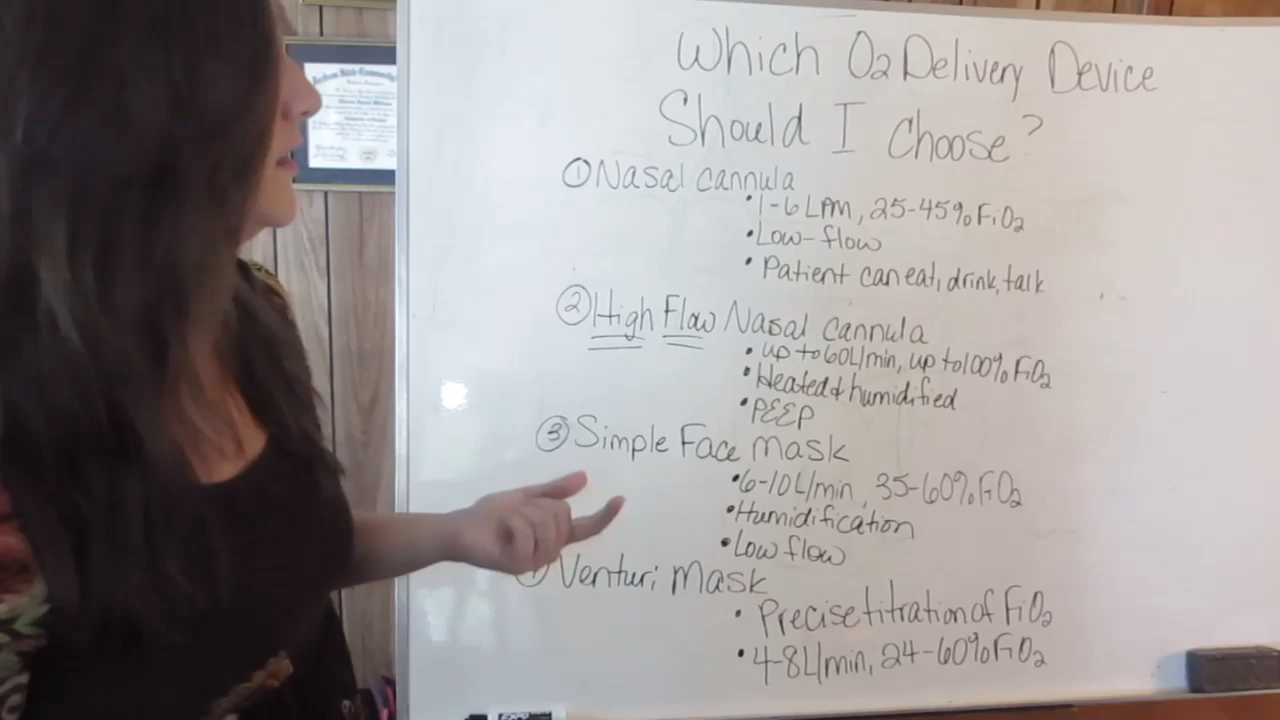 Which O2 Delivery Device
Should I Choose?
① Nasal cannula
• 1-6 LPM, 25-45% FiO2
• Low-flow
• Patient can eat, drink, talk
② High Flow Nasal cannula
• up to 60L/min, up to 100% FiO2
• Heated & humidified
• PEEP
③ Simple Face mask
• 6-10L/min, 35-60% FiO2
• Humidification
• Low flow
Venturi mask
• Precise titration of FiO2
• 4-8L/min, 24-60% FiO2
EXPO